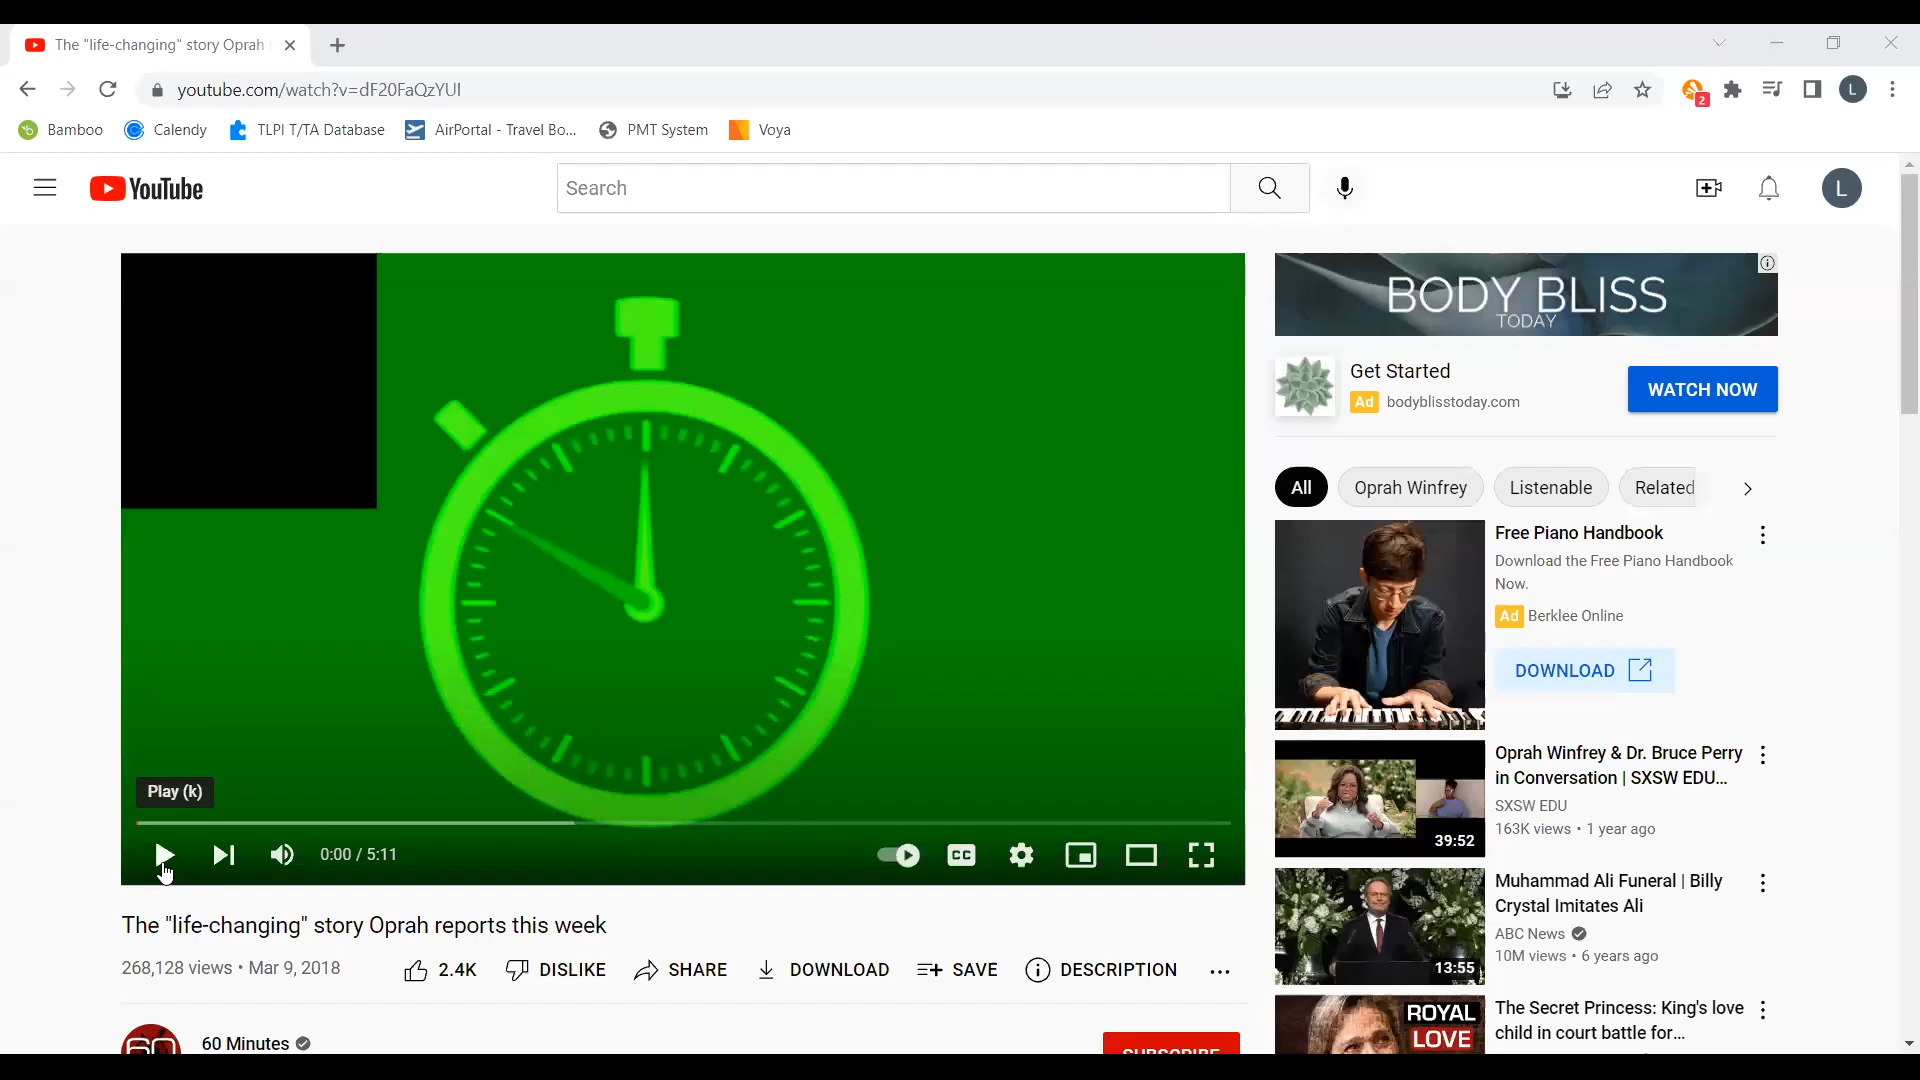 The "life-changing" story Oprah
youtube.com/watch?v=dF20FaQzYUI
2
L
Bamboo
Calendy
TLPI T/TA Database
AirPortal - Travel Bo...
PMT System
Voya
YouTube
Search
L
BODY BLISS
TODAY
Get Started
Ad bodyblisstoday.com
WATCH NOW
All
Oprah Winfrey
Listenable
Related
Free Piano Handbook
Download the Free Piano Handbook
Now.
Ad Berklee Online
DOWNLOAD
Play (k)
0:00 / 5:11
CC
Oprah Winfrey & Dr. Bruce Perry
in Conversation | SXSW EDU...
SXSW EDU
163K views • 1 year ago
39:52
Muhammad Ali Funeral | Billy
Crystal Imitates Ali
ABC News
10M views • 6 years ago
13:55
The "life-changing" story Oprah reports this week
268,128 views • Mar 9, 2018
2.4K
DISLIKE
SHARE
DOWNLOAD
SAVE
DESCRIPTION
ROYAL
LOVE
The Secret Princess: King's love
child in court battle for...
60
60 Minutes
SUBSCRIBE